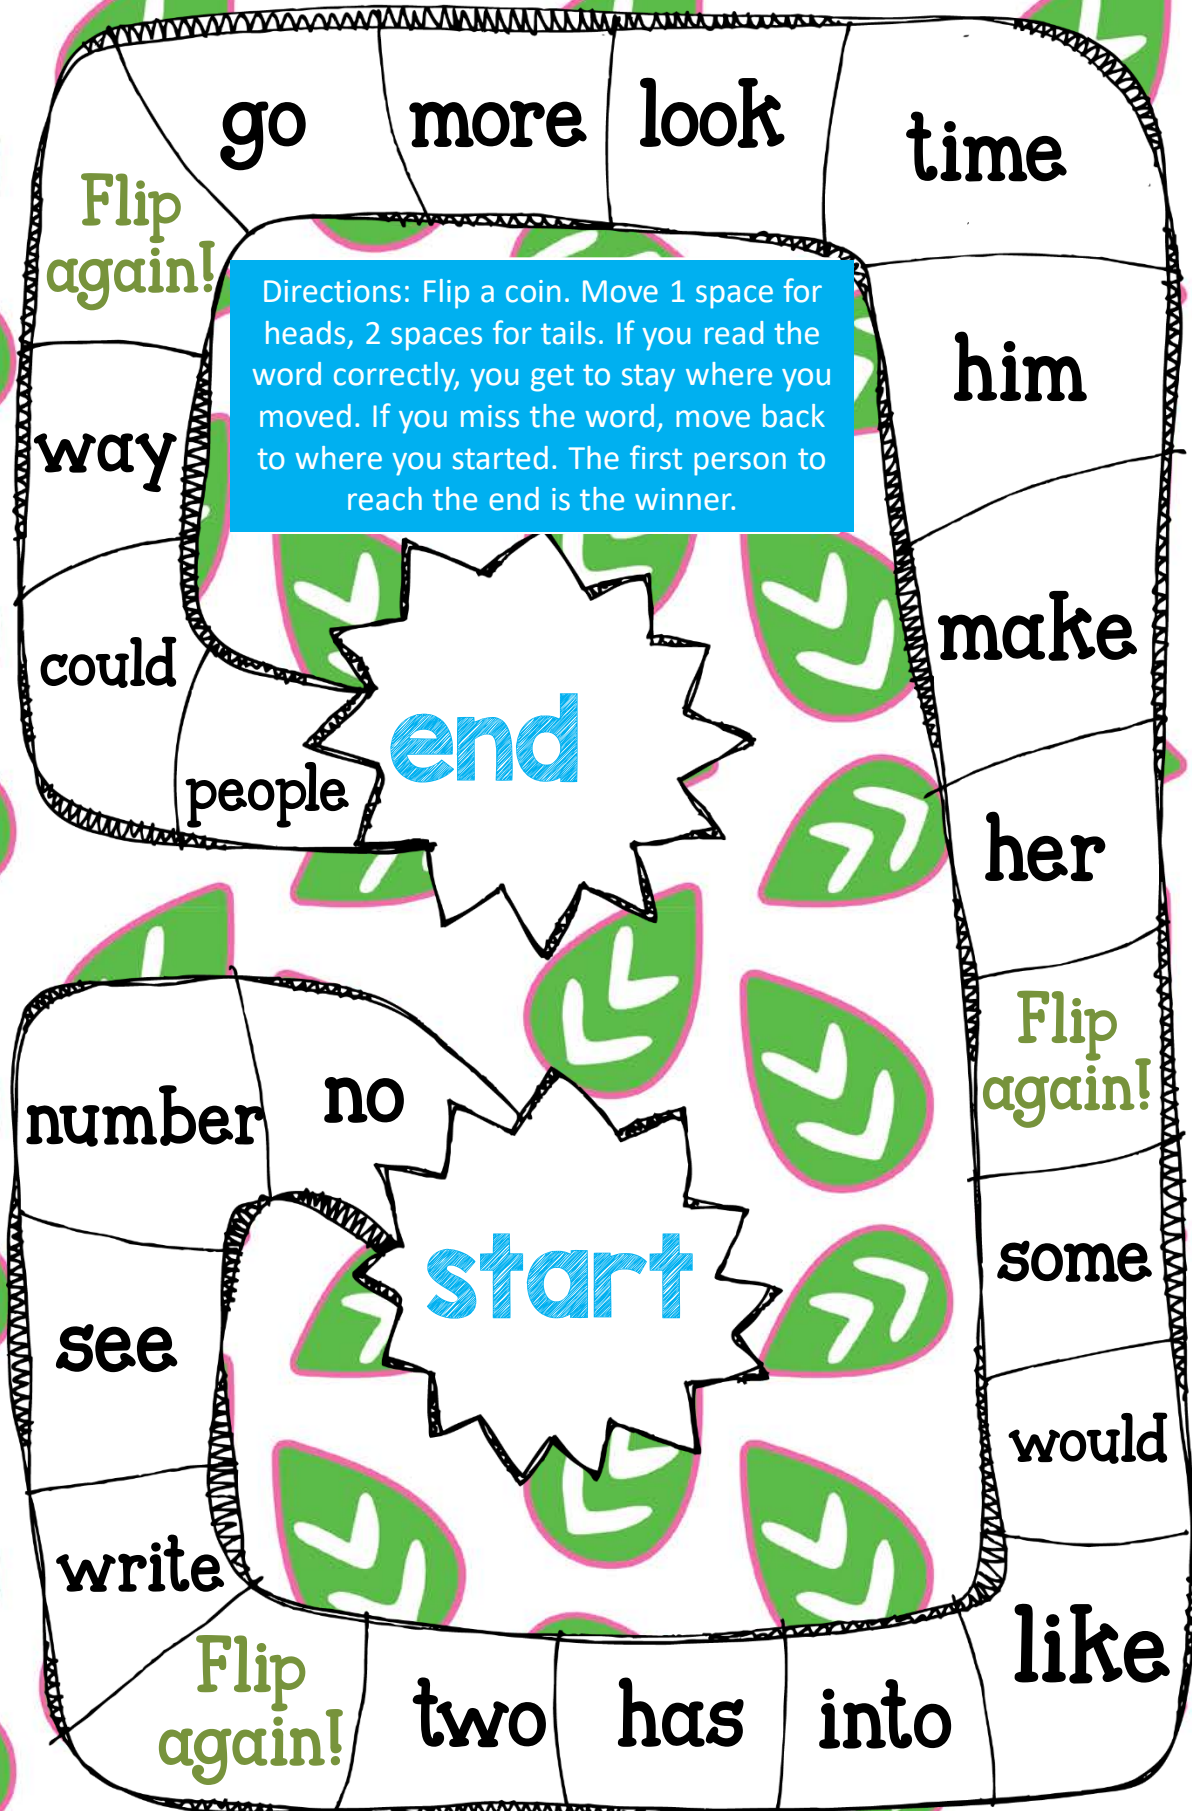 go
more
look
time
Flip
again!
Directions: Flip a coin. Move 1 space for
heads, 2 spaces for tails. If you read the
word correctly, you get to stay where you
moved. If you miss the word, move back
to where you started. The first person to
reach the end is the winner.
him
way
make
could
end
people
her
Flip
again!
no
number
some
start
see
would
write
like
Flip
again!
two
has
into